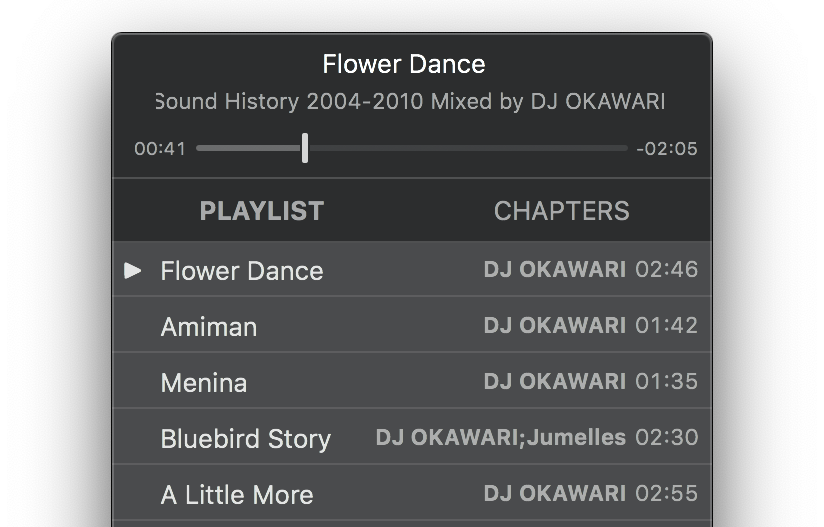 Flower Dance
Sound History 2004-2010 Mixed by DJ OKAWARI
00:41 -02:05
PLAYLIST CHAPTERS
Flower Dance DJ OKAWARI 02:46
Amiman DJ OKAWARI 01:42
Menina DJ OKAWARI 01:35
Bluebird Story DJ OKAWARI;Jumelles 02:30
A Little More DJ OKAWARI 02:55